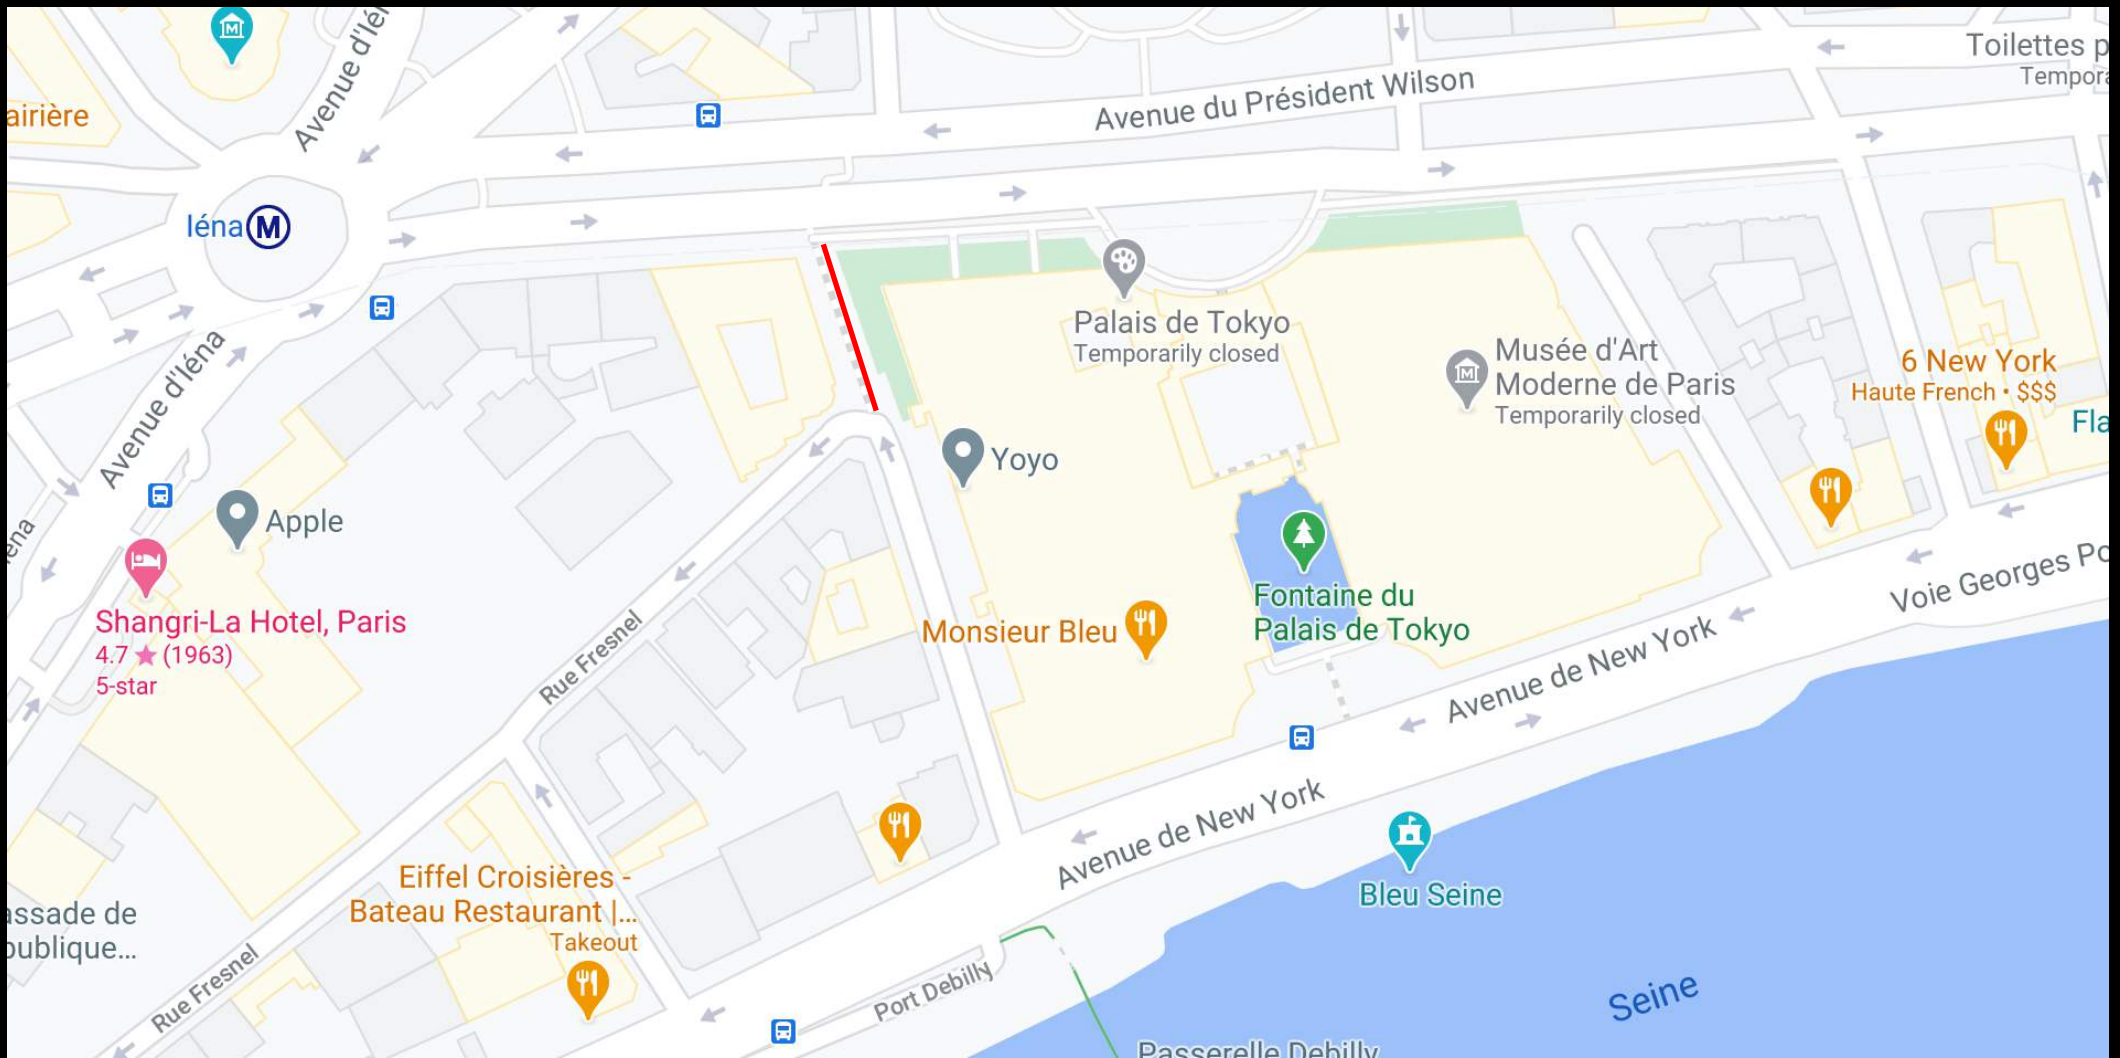 Avenue d'Ié
Toilettes p
Tempora
Avenue du Président Wilson
airière
Iéna M
Palais de Tokyo
Temporarily closed
Musée d'Art
Moderne de Paris
Temporarily closed
6 New York
Haute French • $$$
Fla
Avenue d'Iéna
Yoyo
Apple
éna
Shangri-La Hotel, Paris
4.7 ★ (1963)
5-star
Rue Fresnel
Monsieur Bleu
Fontaine du
Palais de Tokyo
Voie Georges Po
Avenue de New York
Avenue de New York
Eiffel Croisières -
Bateau Restaurant |...
Takeout
Bleu Seine
assade de
publique...
Rue Fresnel
Port Debilly
Seine
Passerelle Debilly